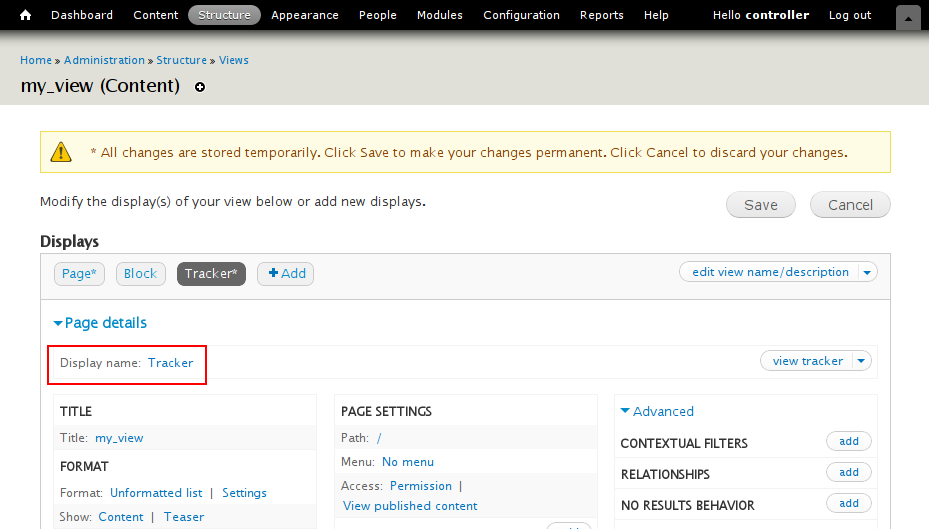 Dashboard Content Structure Appearance People Modules Configuration Reports Help Hello controller Log out
Home » Administration » Structure » Views
my_view (Content)
* All changes are stored temporarily. Click Save to make your changes permanent. Click Cancel to discard your changes.
Modify the display(s) of your view below or add new displays.
Save Cancel
Displays
Page* Block Tracker* Add edit view name/description
Page details
Display name: Tracker view tracker
TITLE
Title: my_view
FORMAT
Format: Unformatted list | Settings
Show: Content | Teaser
PAGE SETTINGS
Path: /
Menu: No menu
Access: Permission |
View published content
Advanced
CONTEXTUAL FILTERS add
RELATIONSHIPS add
NO RESULTS BEHAVIOR add